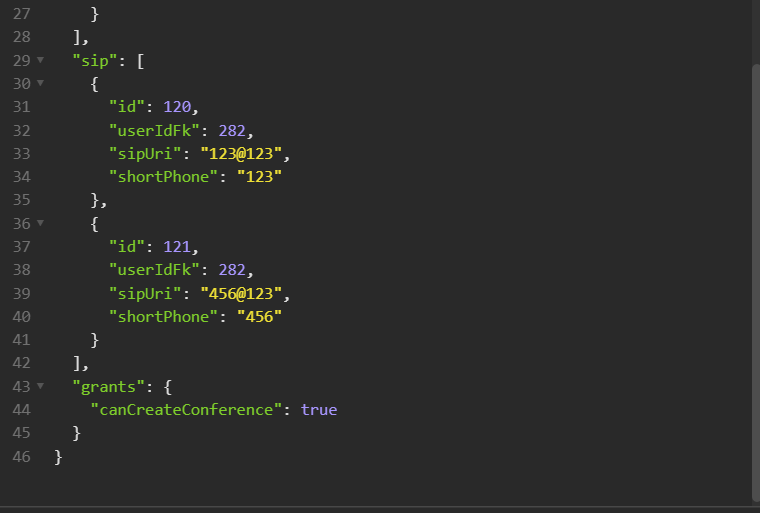 27 }
28 ],
29 "sip": [
30 {
31 "id": 120,
32 "userIdFk": 282,
33 "sipUri": "123@123",
34 "shortPhone": "123"
35 },
36 {
37 "id": 121,
38 "userIdFk": 282,
39 "sipUri": "456@123",
40 "shortPhone": "456"
41 }
42 ],
43 "grants": {
44 "canCreateConference": true
45 }
46 }